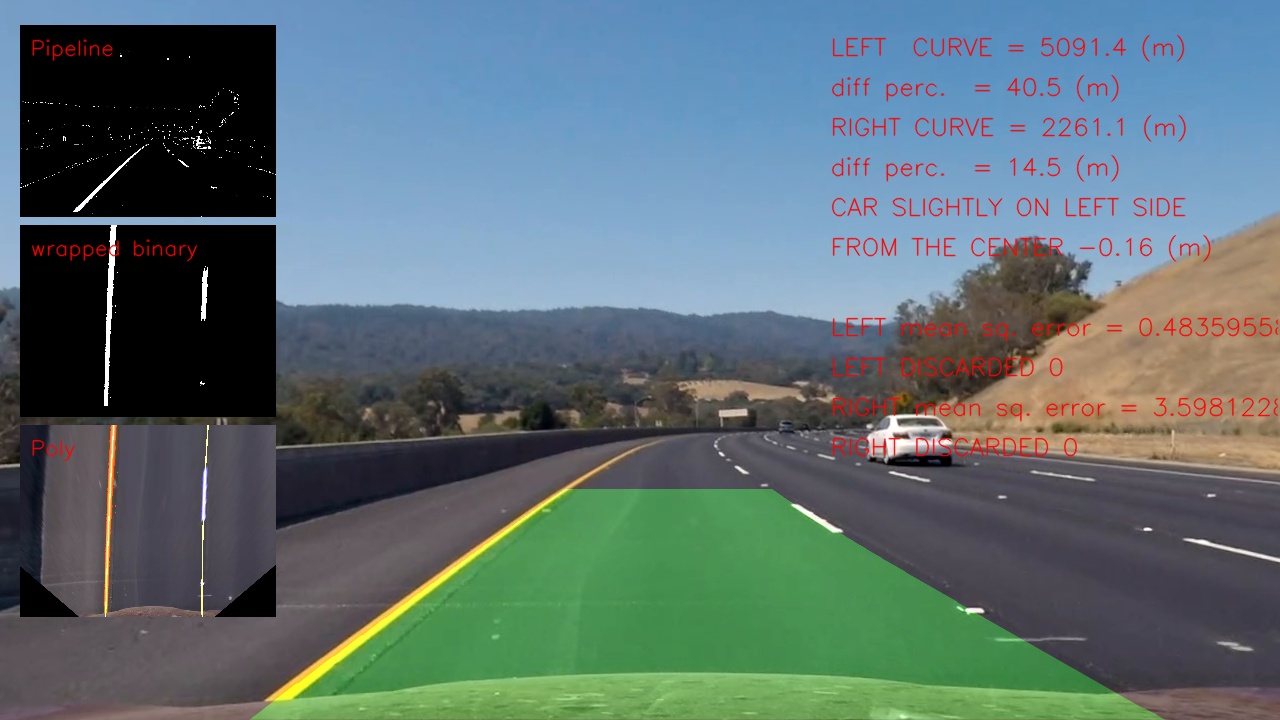 Pipeline
wrapped binary
Poly
LEFT CURVE = 5091.4 (m)
diff perc. = 40.5 (m)
RIGHT CURVE = 2261.1 (m)
diff perc. = 14.5 (m)
CAR SLIGHTLY ON LEFT SIDE
FROM THE CENTER -0.16 (m)
LEFT mean sq. error = 0.4835955
LEFT DISCARDED 0
RIGHT mean sq. error = 3.598122
RIGHT DISCARDED 0